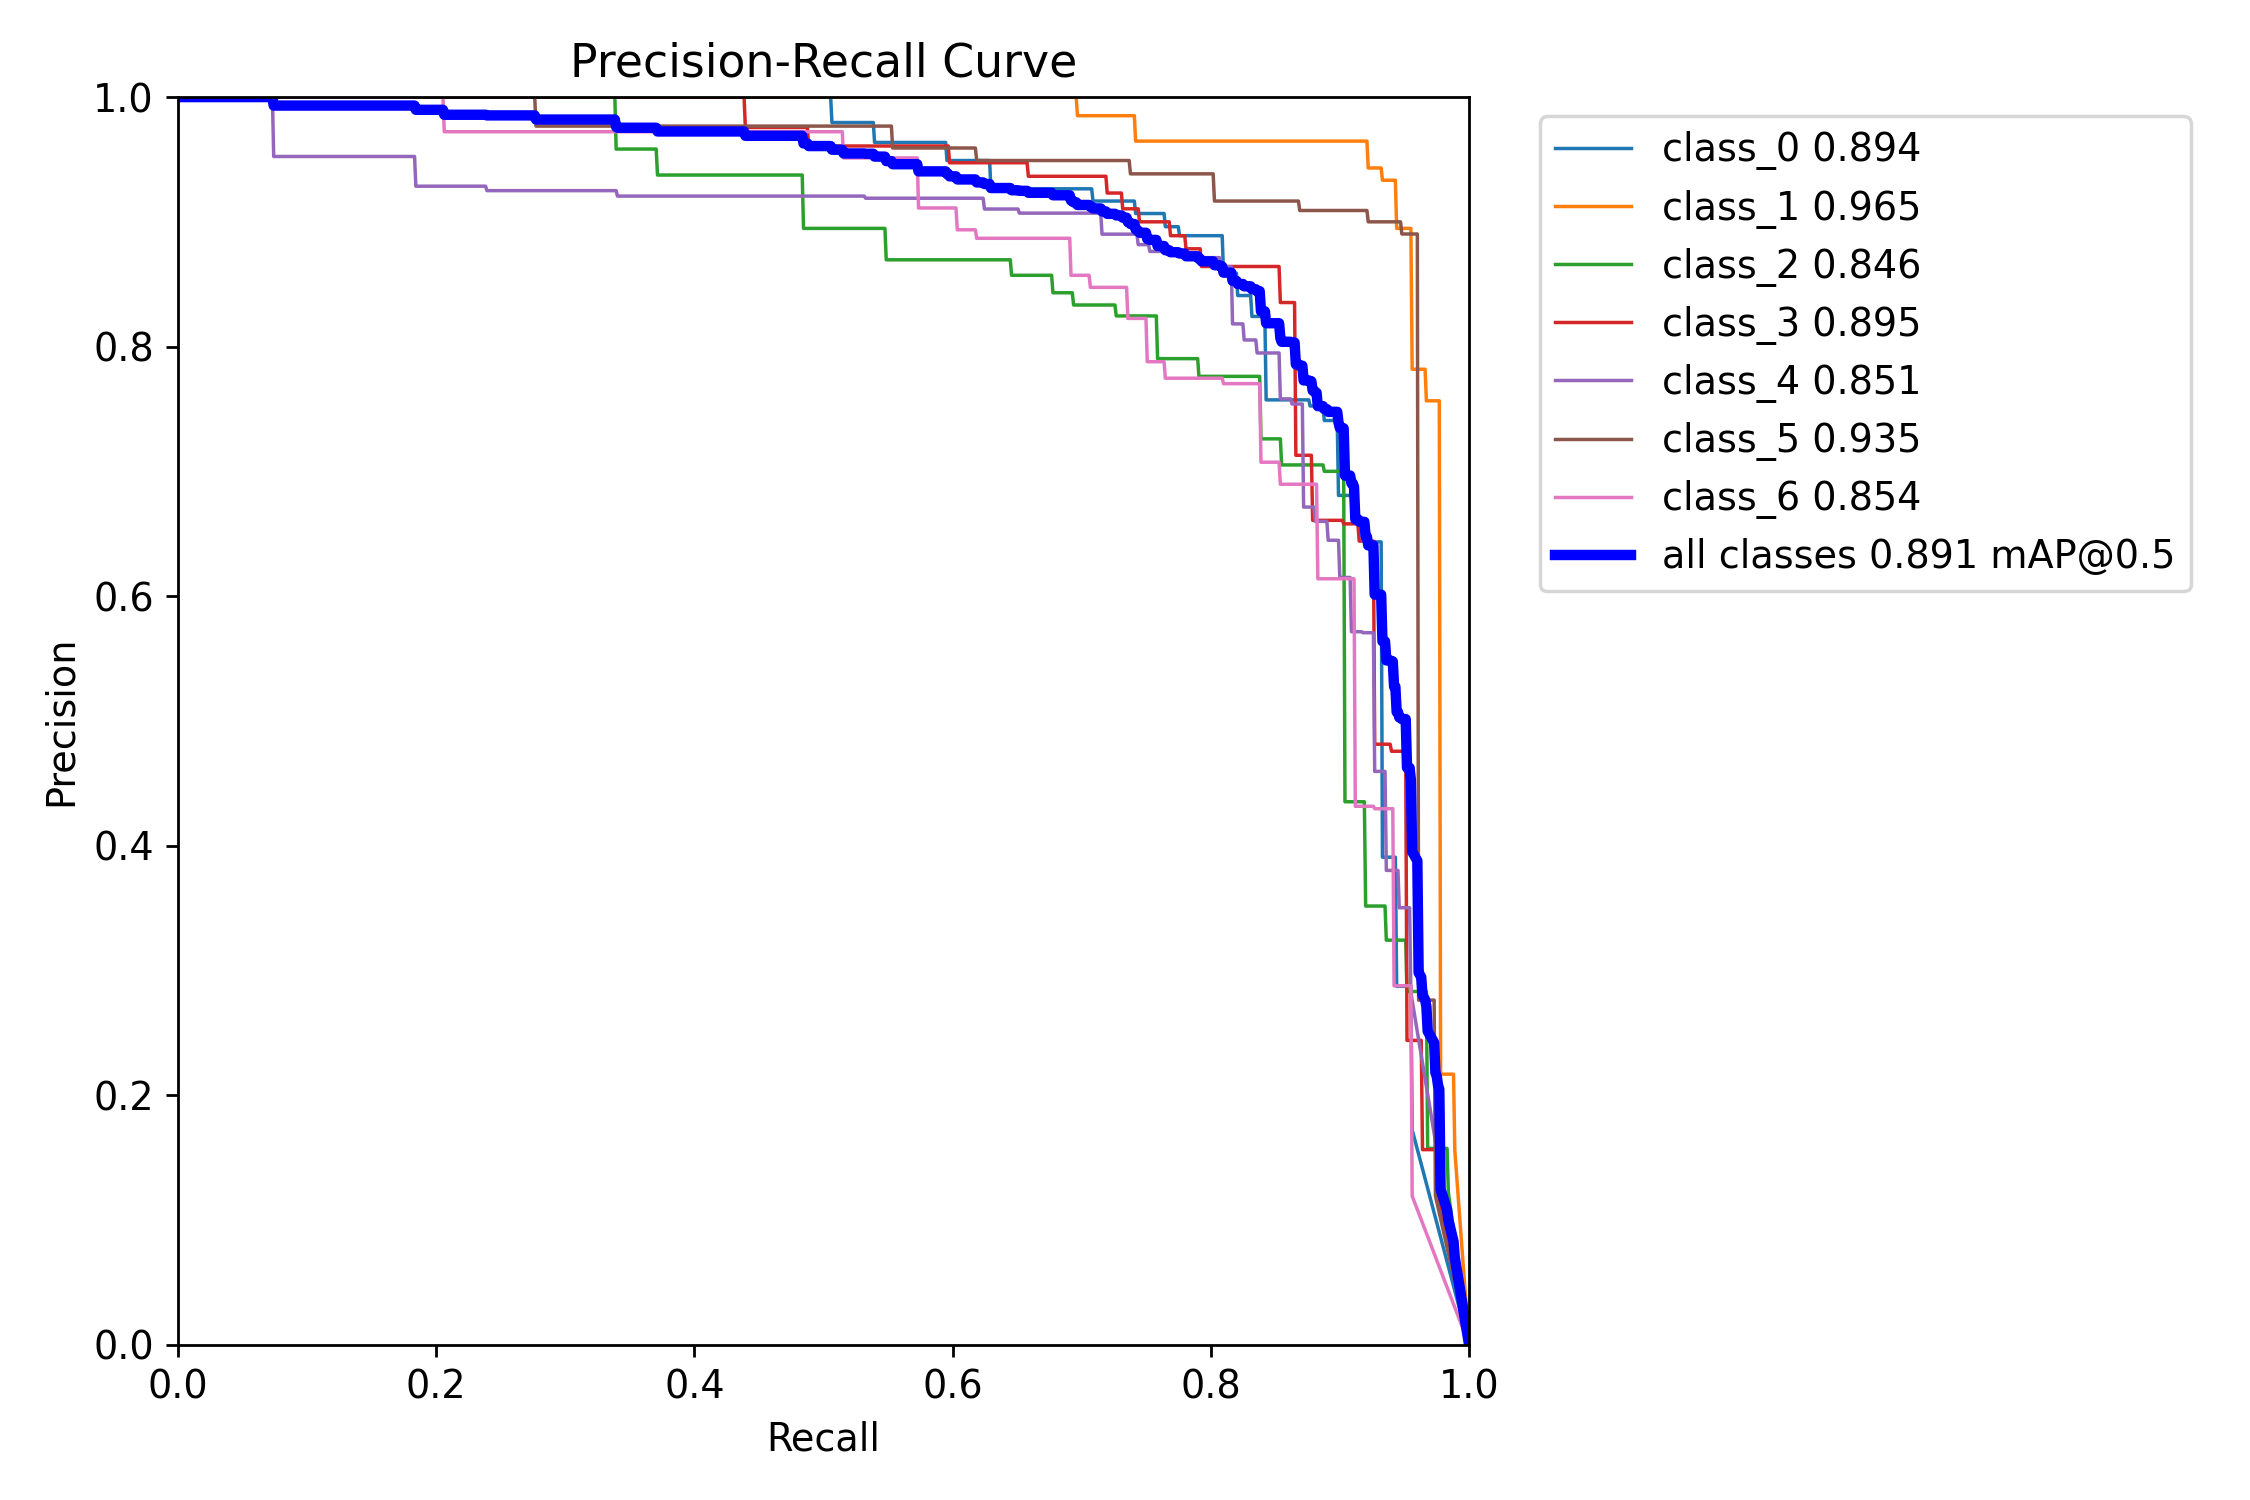 Precision-Recall Curve
1.0
0.8
0.6
0.4
0.2
0.0
Precision
0.0 0.2 0.4 0.6 0.8 1.0
Recall
class_0 0.894
class_1 0.965
class_2 0.846
class_3 0.895
class_4 0.851
class_5 0.935
class_6 0.854
all classes 0.891 mAP@0.5